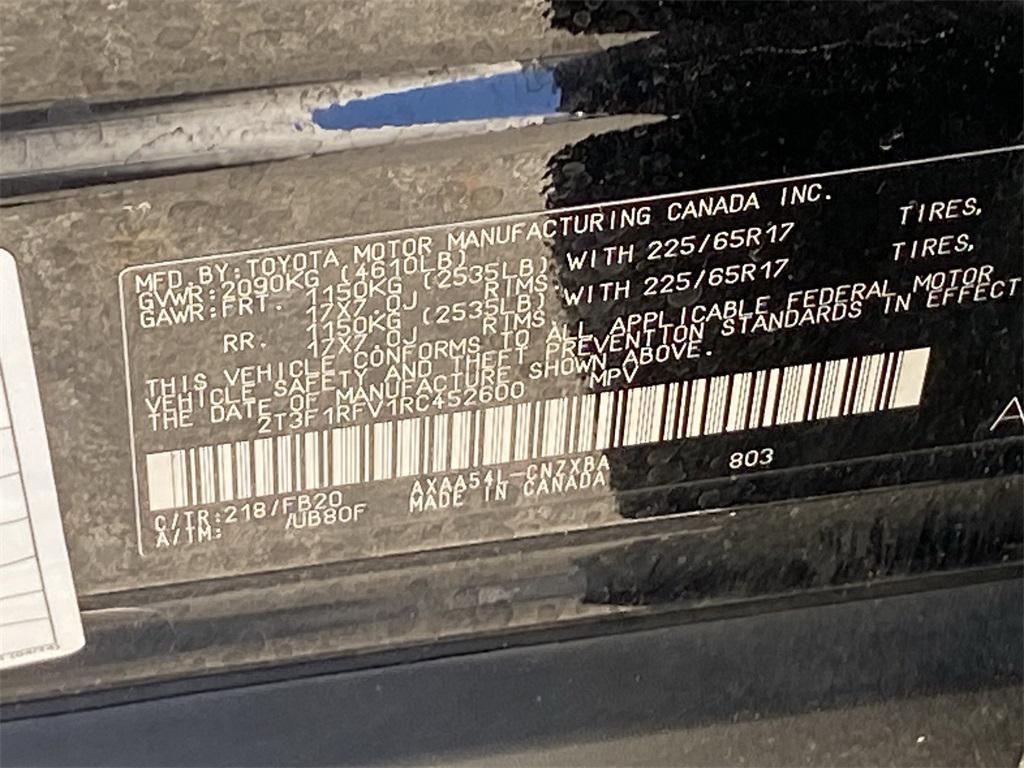 MFD.BY:TOYOTA MOTOR MANUFACTURING CANADA INC.
GVWR:2090KG (4610LB)
GAWR:FRT. 1150KG (2535LB) WITH 225/65R17 TIRES,
17X7.0J RIMS
RR. 1150KG (2535LB) WITH 225/65R17 TIRES,
17X7.0J RIMS
THIS VEHICLE CONFORMS TO ALL APPLICABLE FEDERAL MOTOR
VEHICLE SAFETY AND THEFT PREVENTION STANDARDS IN EFFECT
THE DATE OF MANUFACTURE SHOWN ABOVE.
2T3F1RFV1RC452600 MPV
C/TR:218/FB20 AXAA54L-CNZXBA 803
A/TM: /UB80F MADE IN CANADA